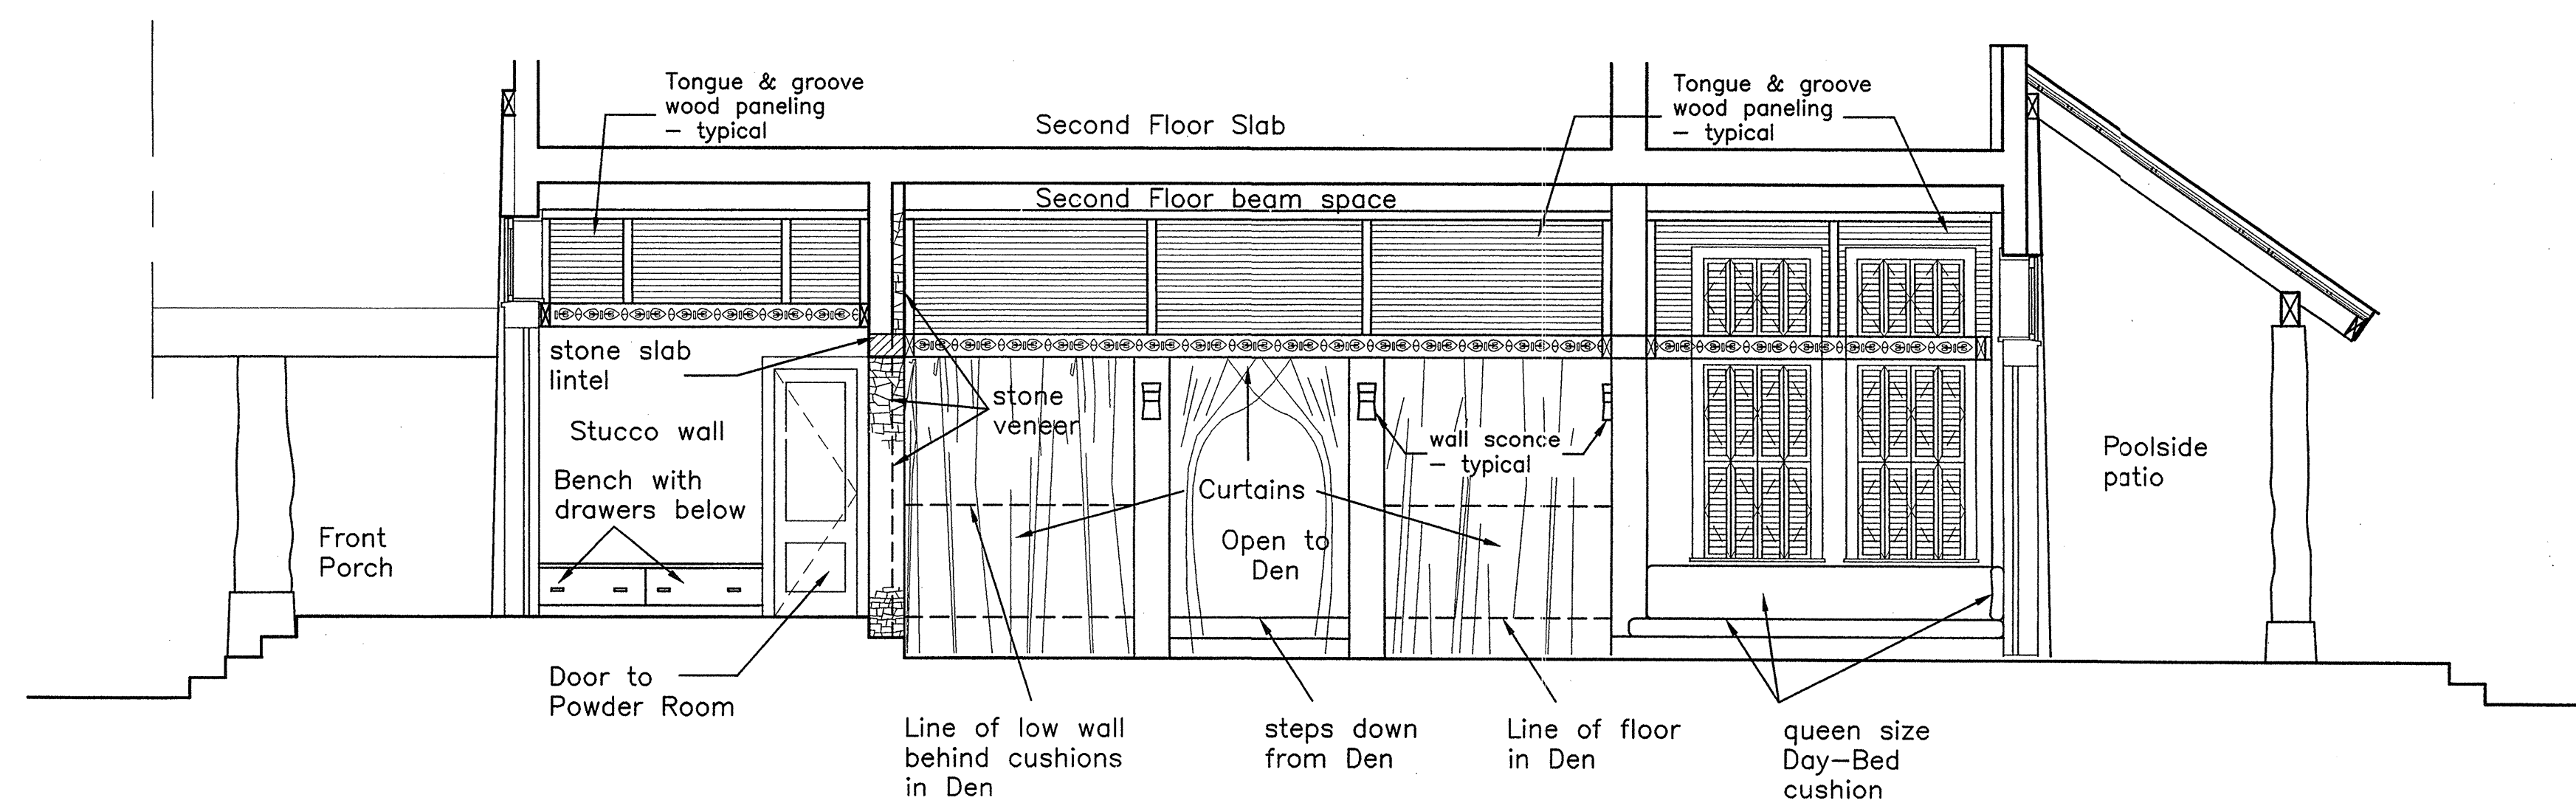 Tongue & groove
wood paneling
– typical
Second Floor Slab
Tongue & groove
wood paneling
– typical
Second Floor beam space
stone slab
lintel
stone
veneer
Stucco wall
wall sconce
– typical
Poolside
patio
Bench with
drawers below
Curtains
Front
Porch
Open to
Den
Door to
Powder Room
Line of low wall
behind cushions
in Den
steps down
from Den
Line of floor
in Den
queen size
Day–Bed
cushion